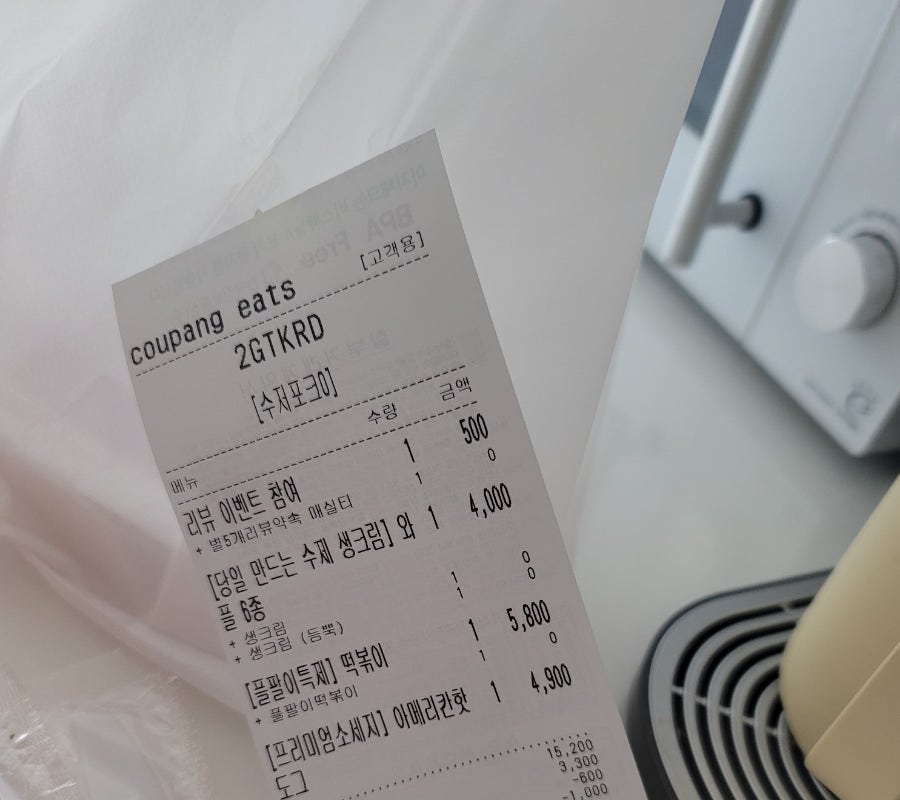 [고객용]
coupang eats
2GTKRD
[수저포크0]
메뉴 수량 금액
리뷰 이벤트 참여 1 500
+ 별5개리뷰약속 매실티 1 0
[당일 만드는 수제 생크림] 와 1 4,000
플 6종
+ 생크림 1 0
+ 생크림 (듬뿍) 1 0
[플팔이특제] 떡볶이 1 5,800
+ 플팔이떡볶이 1 0
[프리미엄소세지] 아메리칸핫 1 4,900
도그
15,200
3,300
-600
-1,000